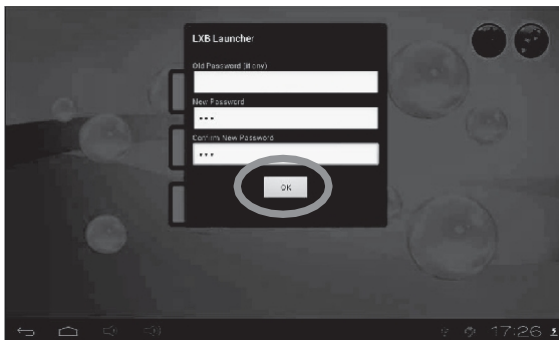 LXB Launcher
Old Password (if any)
New Password
•••
Confirm New Password
•••
OK
17:26